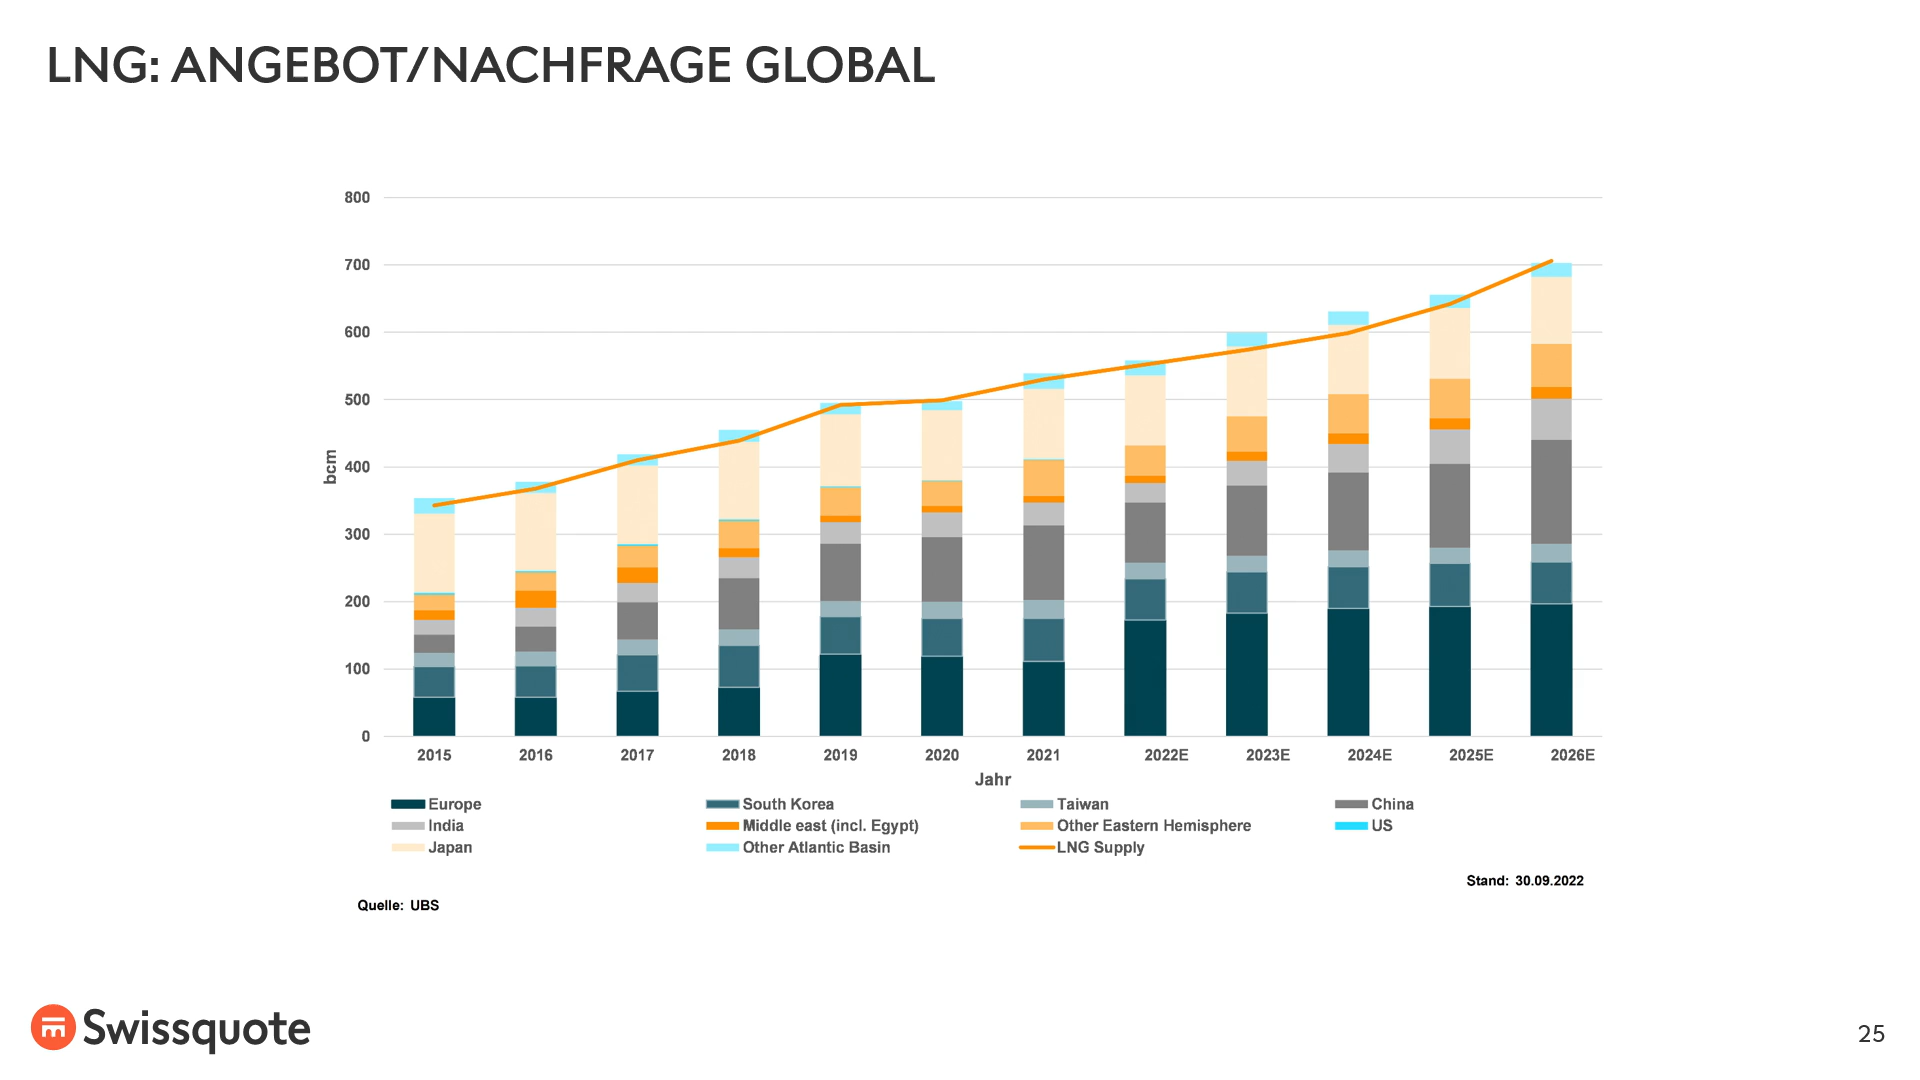 LNG: ANGEBOT/NACHFRAGE GLOBAL
800
700
600
500
400
300
200
100
0
bcm
2015 2016 2017 2018 2019 2020 2021 2022E 2023E 2024E 2025E 2026E
Jahr
Europe South Korea Taiwan China
India Middle east (incl. Egypt) Other Eastern Hemisphere US
Japan Other Atlantic Basin LNG Supply
Stand: 30.09.2022
Quelle: UBS
Swissquote
25